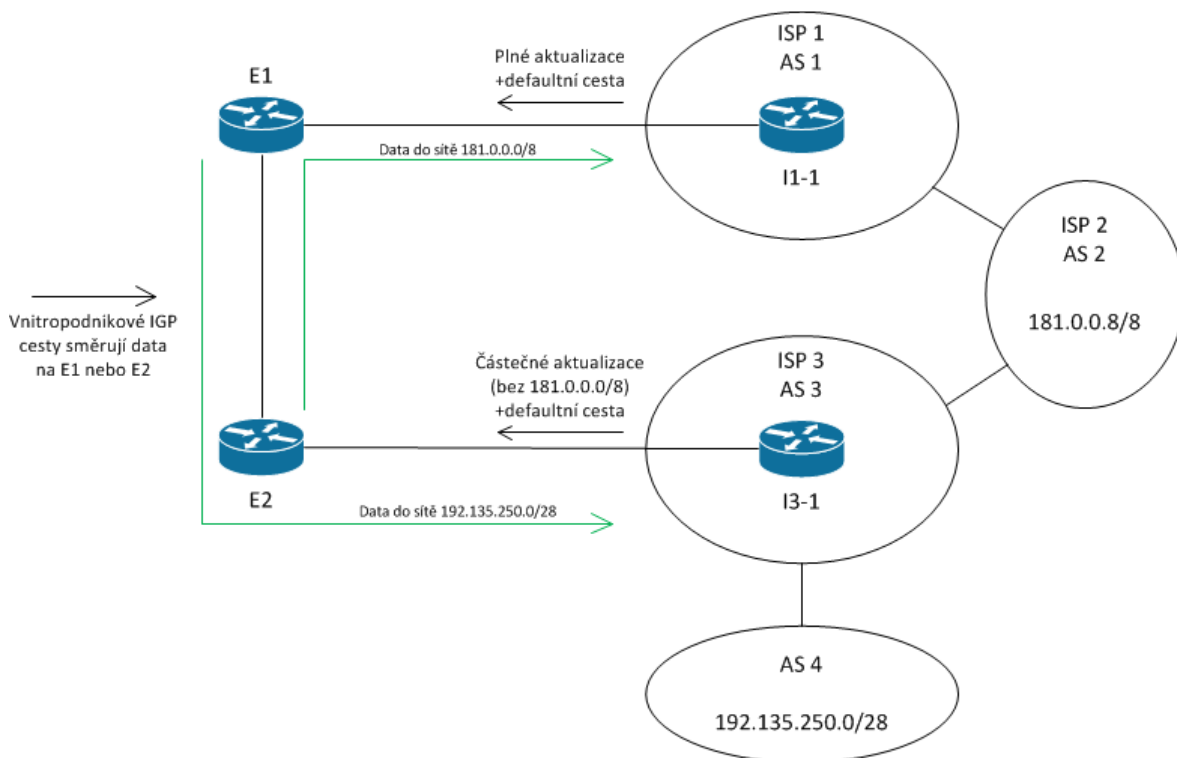 ISP 1
AS 1
Plné aktualizace
+defaultní cesta
E1
Data do sítě 181.0.0.0/8
I1-1
ISP 2
AS 2
181.0.0.8/8
Vnitropodnikové IGP
cesty směrují data
na E1 nebo E2
Částečné aktualizace
(bez 181.0.0.0/8)
+defaultní cesta
ISP 3
AS 3
E2
I3-1
Data do sítě 192.135.250.0/28
AS 4
192.135.250.0/28